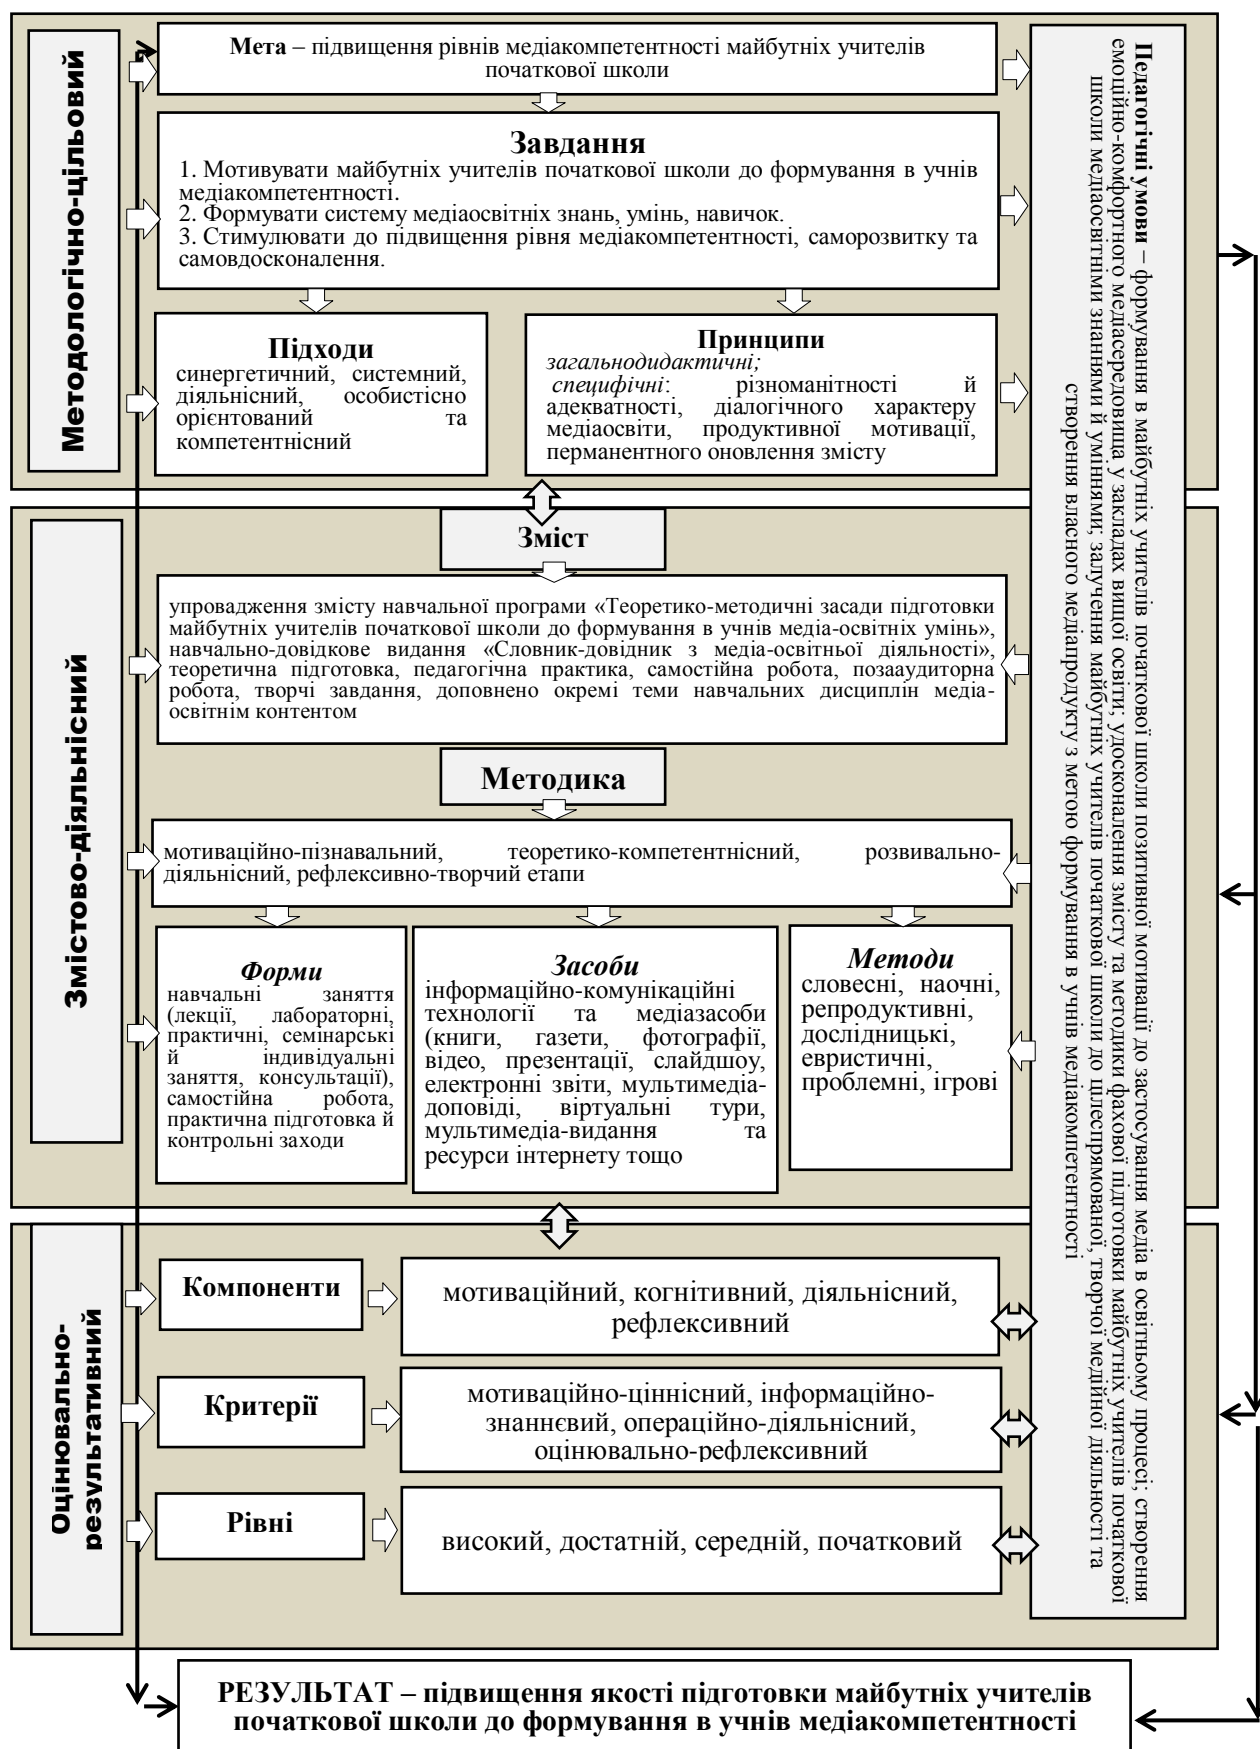 Методологічно-цільовий
Мета – підвищення рівнів медіакомпетентності майбутніх учителів
початкової школи
Завдання
1. Мотивувати майбутніх учителів початкової школи до формування в учнів
медіакомпетентності.
2. Формувати систему медіаосвітніх знань, умінь, навичок.
3. Стимулювати до підвищення рівня медіакомпетентності, саморозвитку та
самовдосконалення.
Підходи
синергетичний, системний,
діяльнісний, особистісно
орієнтований та
компетентнісний
Принципи
загальнодидактичні;
специфічні: різноманітності й
адекватності, діалогічного характеру
медіаосвіти, продуктивної мотивації,
перманентного оновлення змісту
Змістово-діяльнісний
Зміст
упровадження змісту навчальної програми «Теоретико-методичні засади підготовки
майбутніх учителів початкової школи до формування в учнів медіа-освітніх умінь»,
навчально-довідкове видання «Словник-довідник з медіа-освітньої діяльності»,
теоретична підготовка, педагогічна практика, самостійна робота, позааудиторна
робота, творчі завдання, доповнено окремі теми навчальних дисциплін медіа-
освітнім контентом
Методика
мотиваційно-пізнавальний, теоретико-компетентнісний, розвивально-
діяльнісний, рефлексивно-творчий етапи
Форми
навчальні заняття
(лекції, лабораторні,
практичні, семінарські
й індивідуальні
заняття, консультації),
самостійна робота,
практична підготовка й
контрольні заходи
Засоби
інформаційно-комунікаційні
технології та медіазасоби
(книги, газети, фотографії,
відео, презентації, слайдшоу,
електронні звіти, мультимедіа-
доповіді, віртуальні тури,
мультимедіа-видання та
ресурси інтернету тощо
Методи
словесні, наочні,
репродуктивні,
дослідницькі,
евристичні,
проблемні, ігрові
Оцінювально-
результативний
Компоненти
мотиваційний, когнітивний, діяльнісний,
рефлексивний
Критерії
мотиваційно-ціннісний, інформаційно-
знаннєвий, операційно-діяльнісний,
оцінювально-рефлексивний
Рівні
високий, достатній, середній, початковий
Педагогічні умови – формування в майбутніх учителів початкової школи позитивної мотивації до застосування медіа в освітньому процесі; створення
емоційно-комфортного медіасередовища у закладах вищої освіти; удосконалення змісту та методики фахової підготовки майбутніх учителів початкової
школи медіаосвітніми знаннями й уміннями; залучення майбутніх учителів початкової школи до цілеспрямованої, творчої медійної діяльності та
створення власного медіапродукту з метою формування в учнів медіакомпетентності
РЕЗУЛЬТАТ – підвищення якості підготовки майбутніх учителів
початкової школи до формування в учнів медіакомпетентності